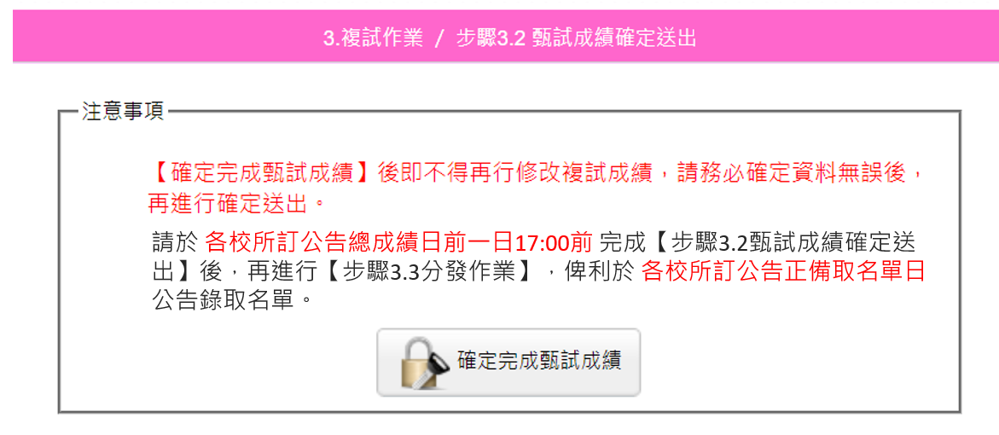 3.複試作業 / 步驟3.2 甄試成績確定送出
注意事項
【確定完成甄試成績】後即不得再行修改複試成績，請務必確定資料無誤後，
再進行確定送出。
請於 各校所訂公告總成績日前一日17:00前 完成【步驟3.2甄試成績確定送
出】後，再進行【步驟3.3分發作業】，俾利於 各校所訂公告正備取名單日
公告錄取名單。
確定完成甄試成績